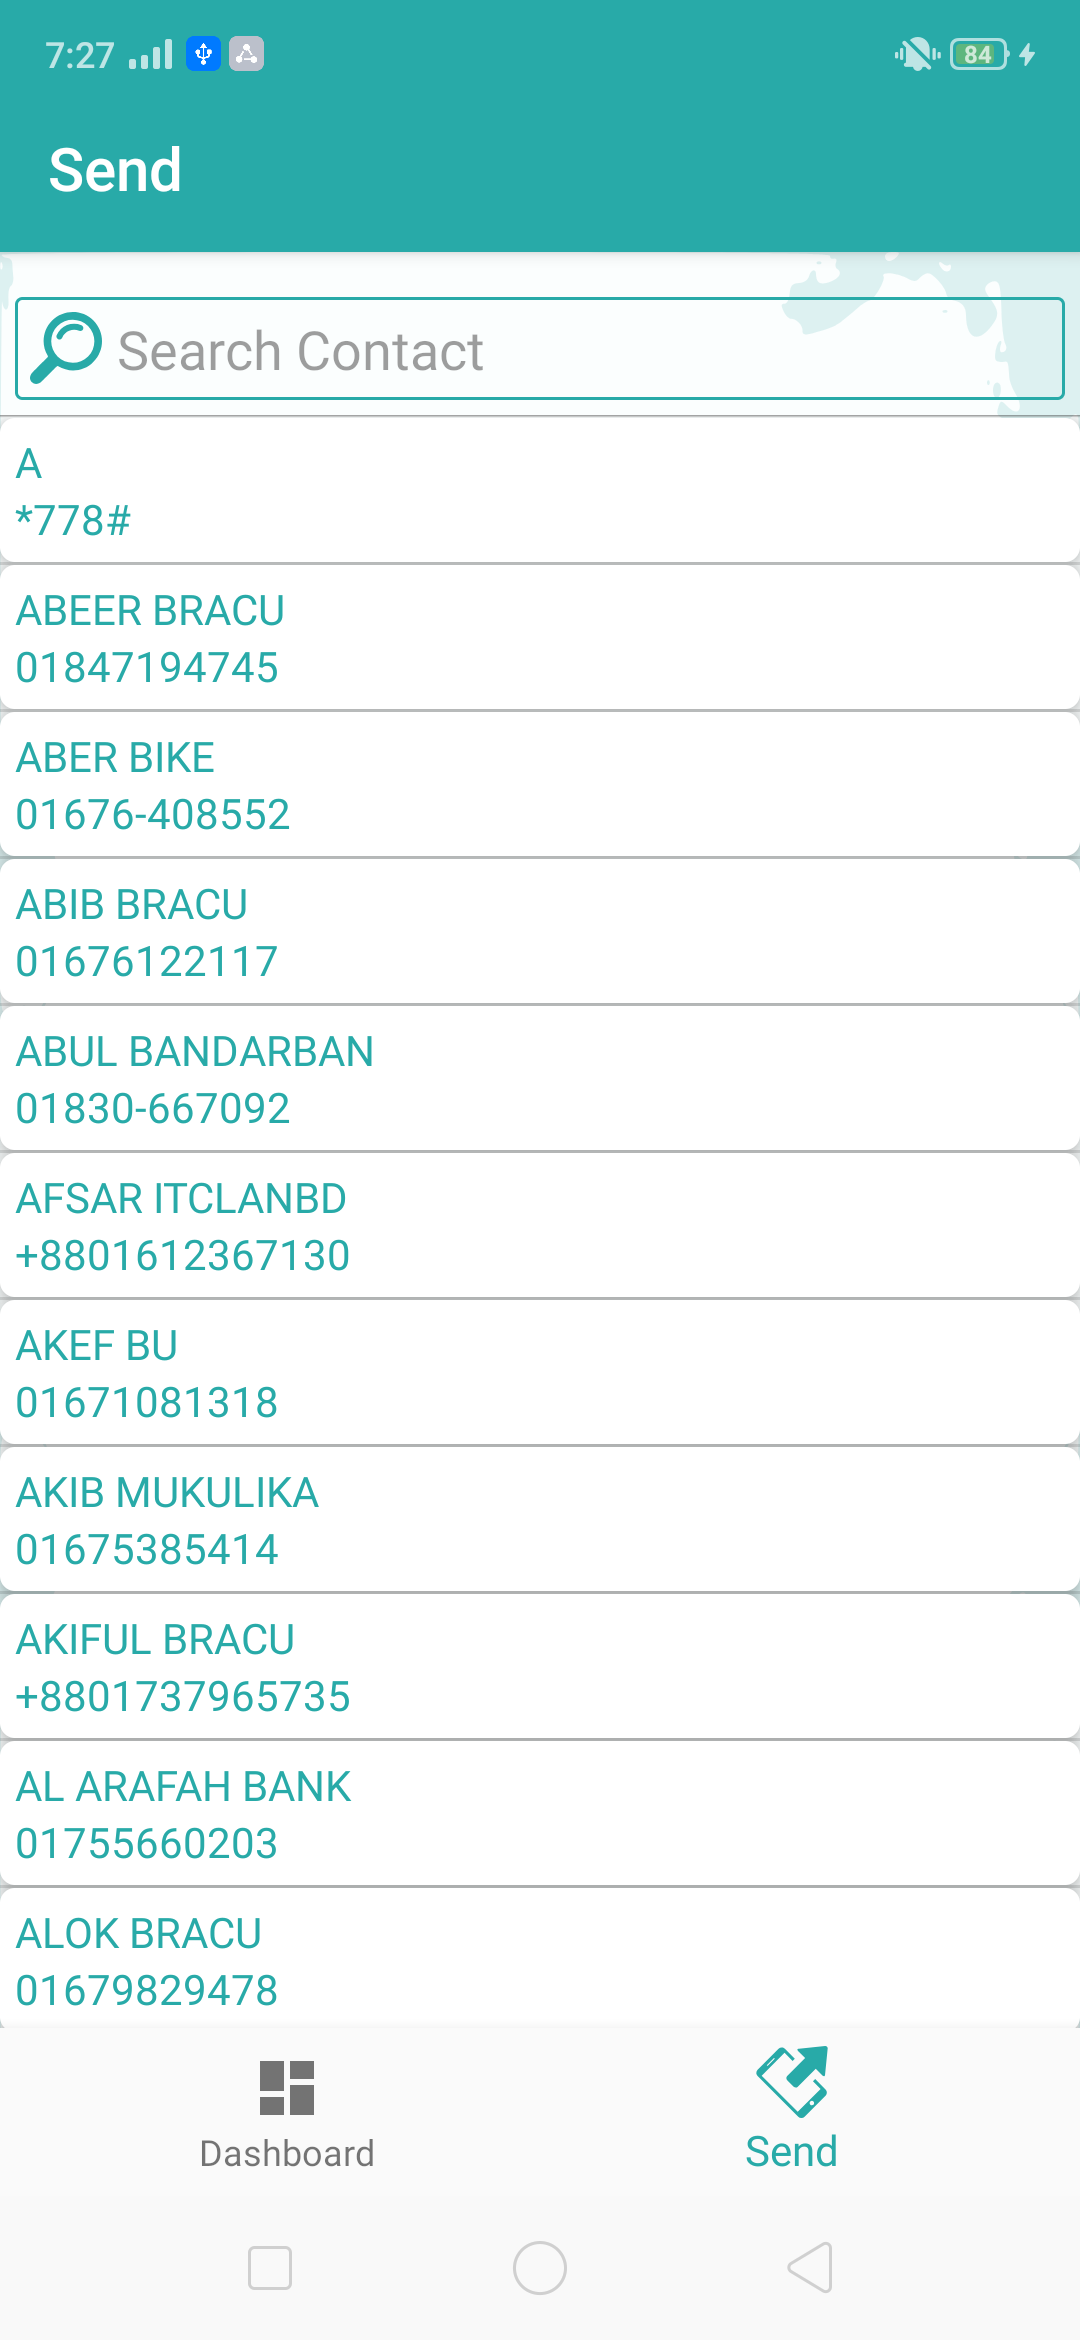 7:27
84
Send
Search Contact
A
*778#
ABEER BRACU
01847194745
ABER BIKE
01676-408552
ABIB BRACU
01676122117
ABUL BANDARBAN
01830-667092
AFSAR ITCLANBD
+8801612367130
AKEF BU
01671081318
AKIB MUKULIKA
01675385414
AKIFUL BRACU
+8801737965735
AL ARAFAH BANK
01755660203
ALOK BRACU
01679829478
Dashboard
Send